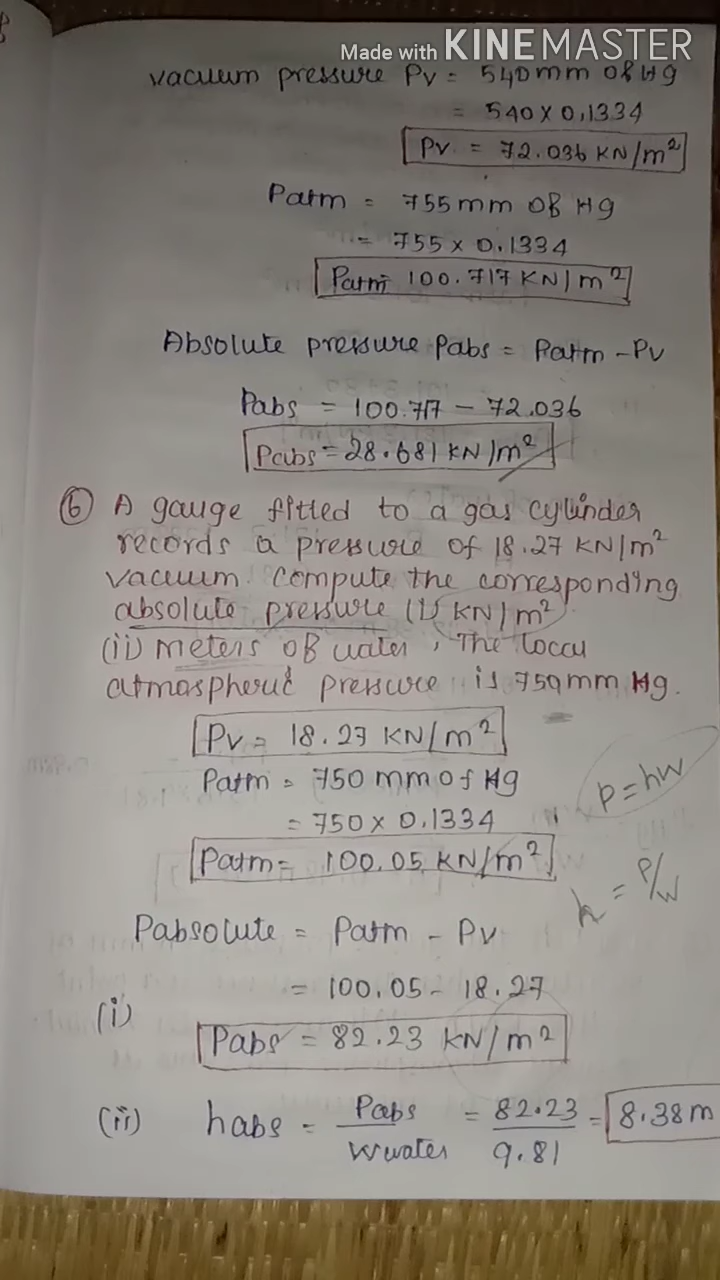 Made with KINEMASTER
vacuum pressure Pv = 540 mm of Hg
= 540 x 0.1334
Pv = 72.036 KN/m²
Patm = 755 mm of Hg
= 755 x 0.1334
Patm = 100.717 KN/m²
Absolute pressure Pabs = Patm - Pv
Pabs = 100.717 - 72.036
Pabs = 28.681 KN/m²
⑥ A gauge fitted to a gas cylinder
records a pressure of 18.27 KN/m²
vacuum. compute the corresponding
absolute pressure (i) KN/m²
(ii) meters of water, The local
atmospheric pressure is 750mm Hg.
Pv = 18.27 KN/m²
Patm = 750 mm of Hg
= 750 x 0.1334
Patm = 100.05 KN/m²
P = hw
h = P/w
Pabsolute = Patm - Pv
= 100.05 - 18.27
(i) Pabs = 82.23 KN/m²
(ii) habs = Pabs / Wwater = 82.23 / 9.81 = 8.38m